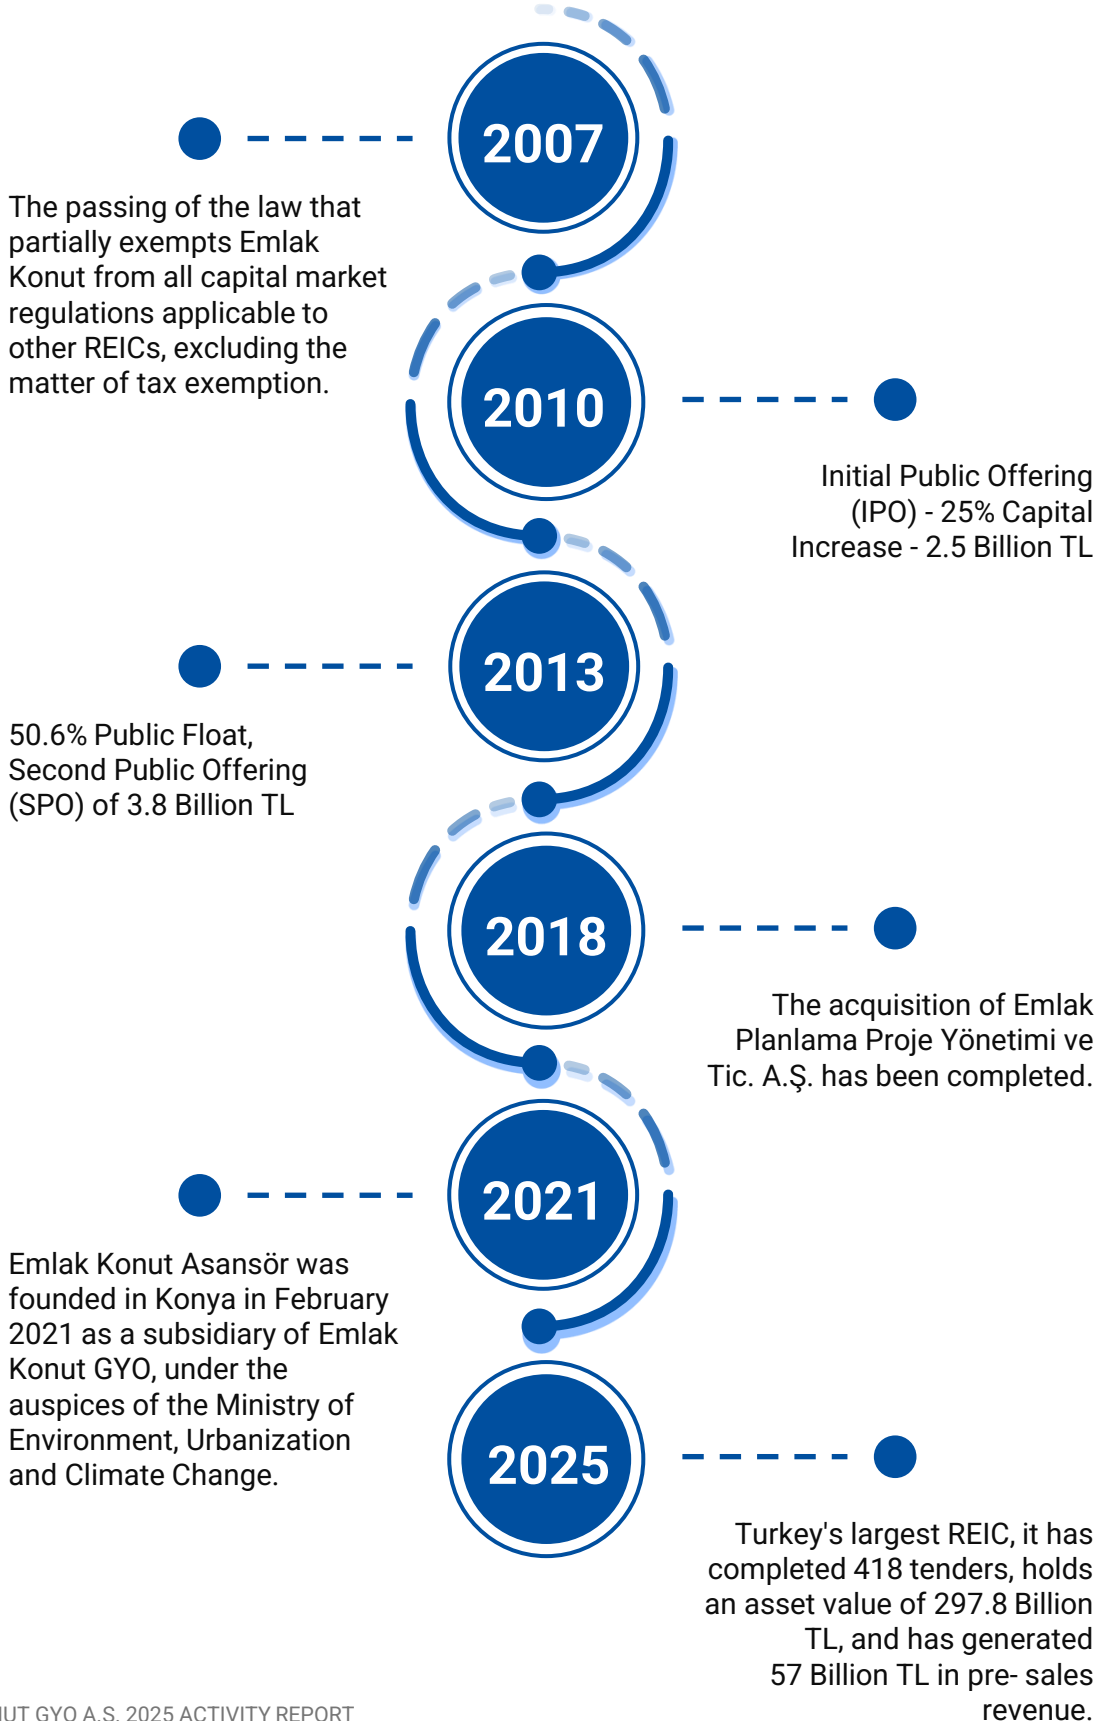 2007
The passing of the law that
partially exempts Emlak
Konut from all capital market
regulations applicable to
other REICs, excluding the
matter of tax exemption.
2010
Initial Public Offering
(IPO) - 25% Capital
Increase - 2.5 Billion TL
2013
50.6% Public Float,
Second Public Offering
(SPO) of 3.8 Billion TL
2018
The acquisition of Emlak
Planlama Proje Yönetimi ve
Tic. A.Ş. has been completed.
2021
Emlak Konut Asansör was
founded in Konya in February
2021 as a subsidiary of Emlak
Konut GYO, under the
auspices of the Ministry of
Environment, Urbanization
and Climate Change.
2025
Turkey's largest REIC, it has
completed 418 tenders, holds
an asset value of 297.8 Billion
TL, and has generated
57 Billion TL in pre- sales
revenue.
GYO A.S. 2025 ACTIVITY REPORT